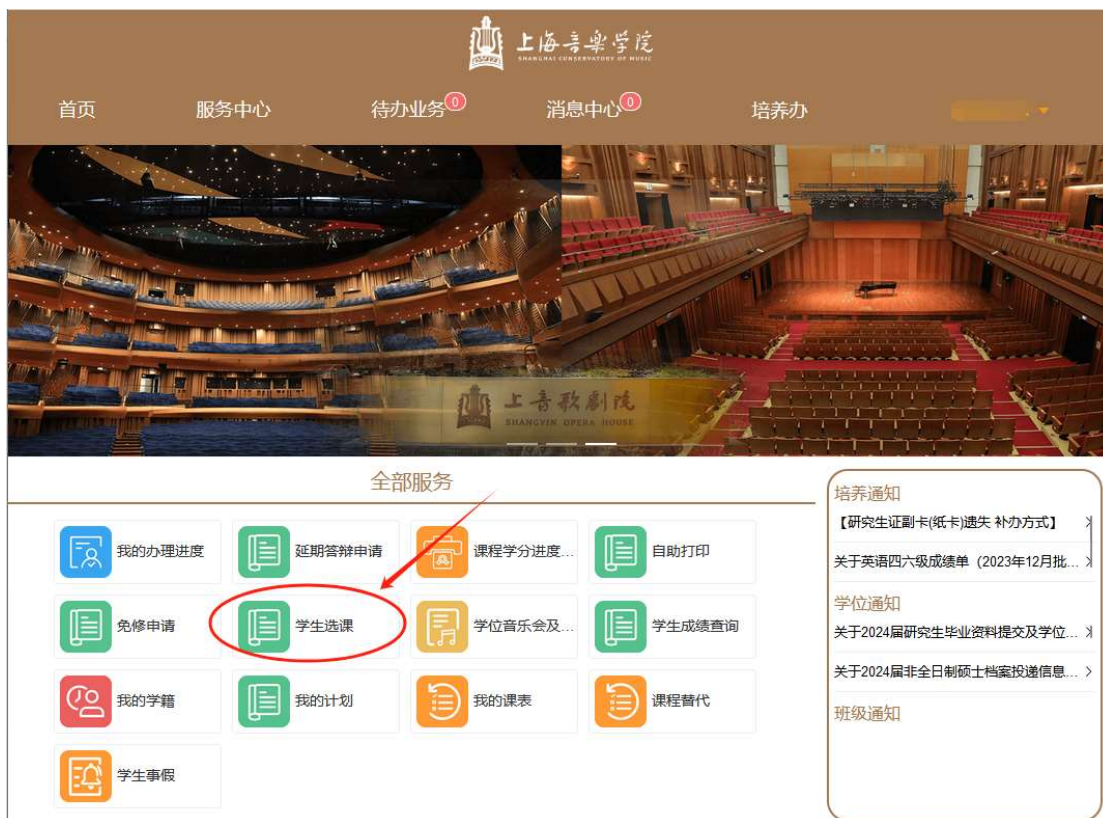 上海音乐学院
SHANGHAI CONSERVATORY OF MUSIC
首页 服务中心 待办业务 0 消息中心 0 培养办
上音歌劇院
SHANGYIN OPERA HOUSE
全部服务
我的办理进度 延期答辩申请 课程学分进度... 自助打印
免修申请 学生选课 学位音乐会及... 学生成绩查询
我的学籍 我的计划 我的课表 课程替代
学生事假
培养通知
【研究生证副卡(纸卡)遗失 补办方式】
关于英语四六级成绩单（2023年12月批...
学位通知
关于2024届研究生毕业资料提交及学位...
关于2024届非全日制硕士档案投递信息...
班级通知